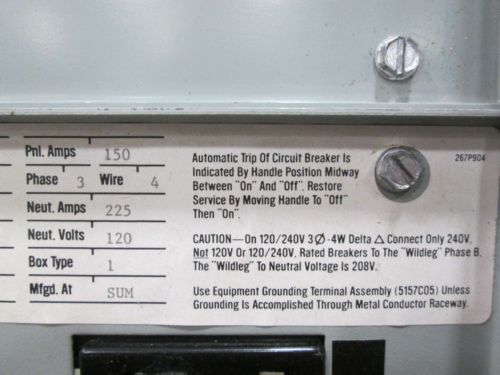 Pnl. Amps 150
Phase 3 Wire 4
Neut. Amps 225
Neut. Volts 120
Box Type 1
Mfgd. At SUM
Automatic Trip Of Circuit Breaker Is
Indicated By Handle Position Midway
Between "On" And "Off". Restore
Service By Moving Handle To "Off"
Then "On".
267P904
CAUTION—On 120/240V 3Ø-4W Delta △ Connect Only 240V,
Not 120V Or 120/240V, Rated Breakers To The "Wildleg" Phase B.
The "Wildleg" To Neutral Voltage Is 208V.
Use Equipment Grounding Terminal Assembly (5157C05) Unless
Grounding Is Accomplished Through Metal Conductor Raceway.